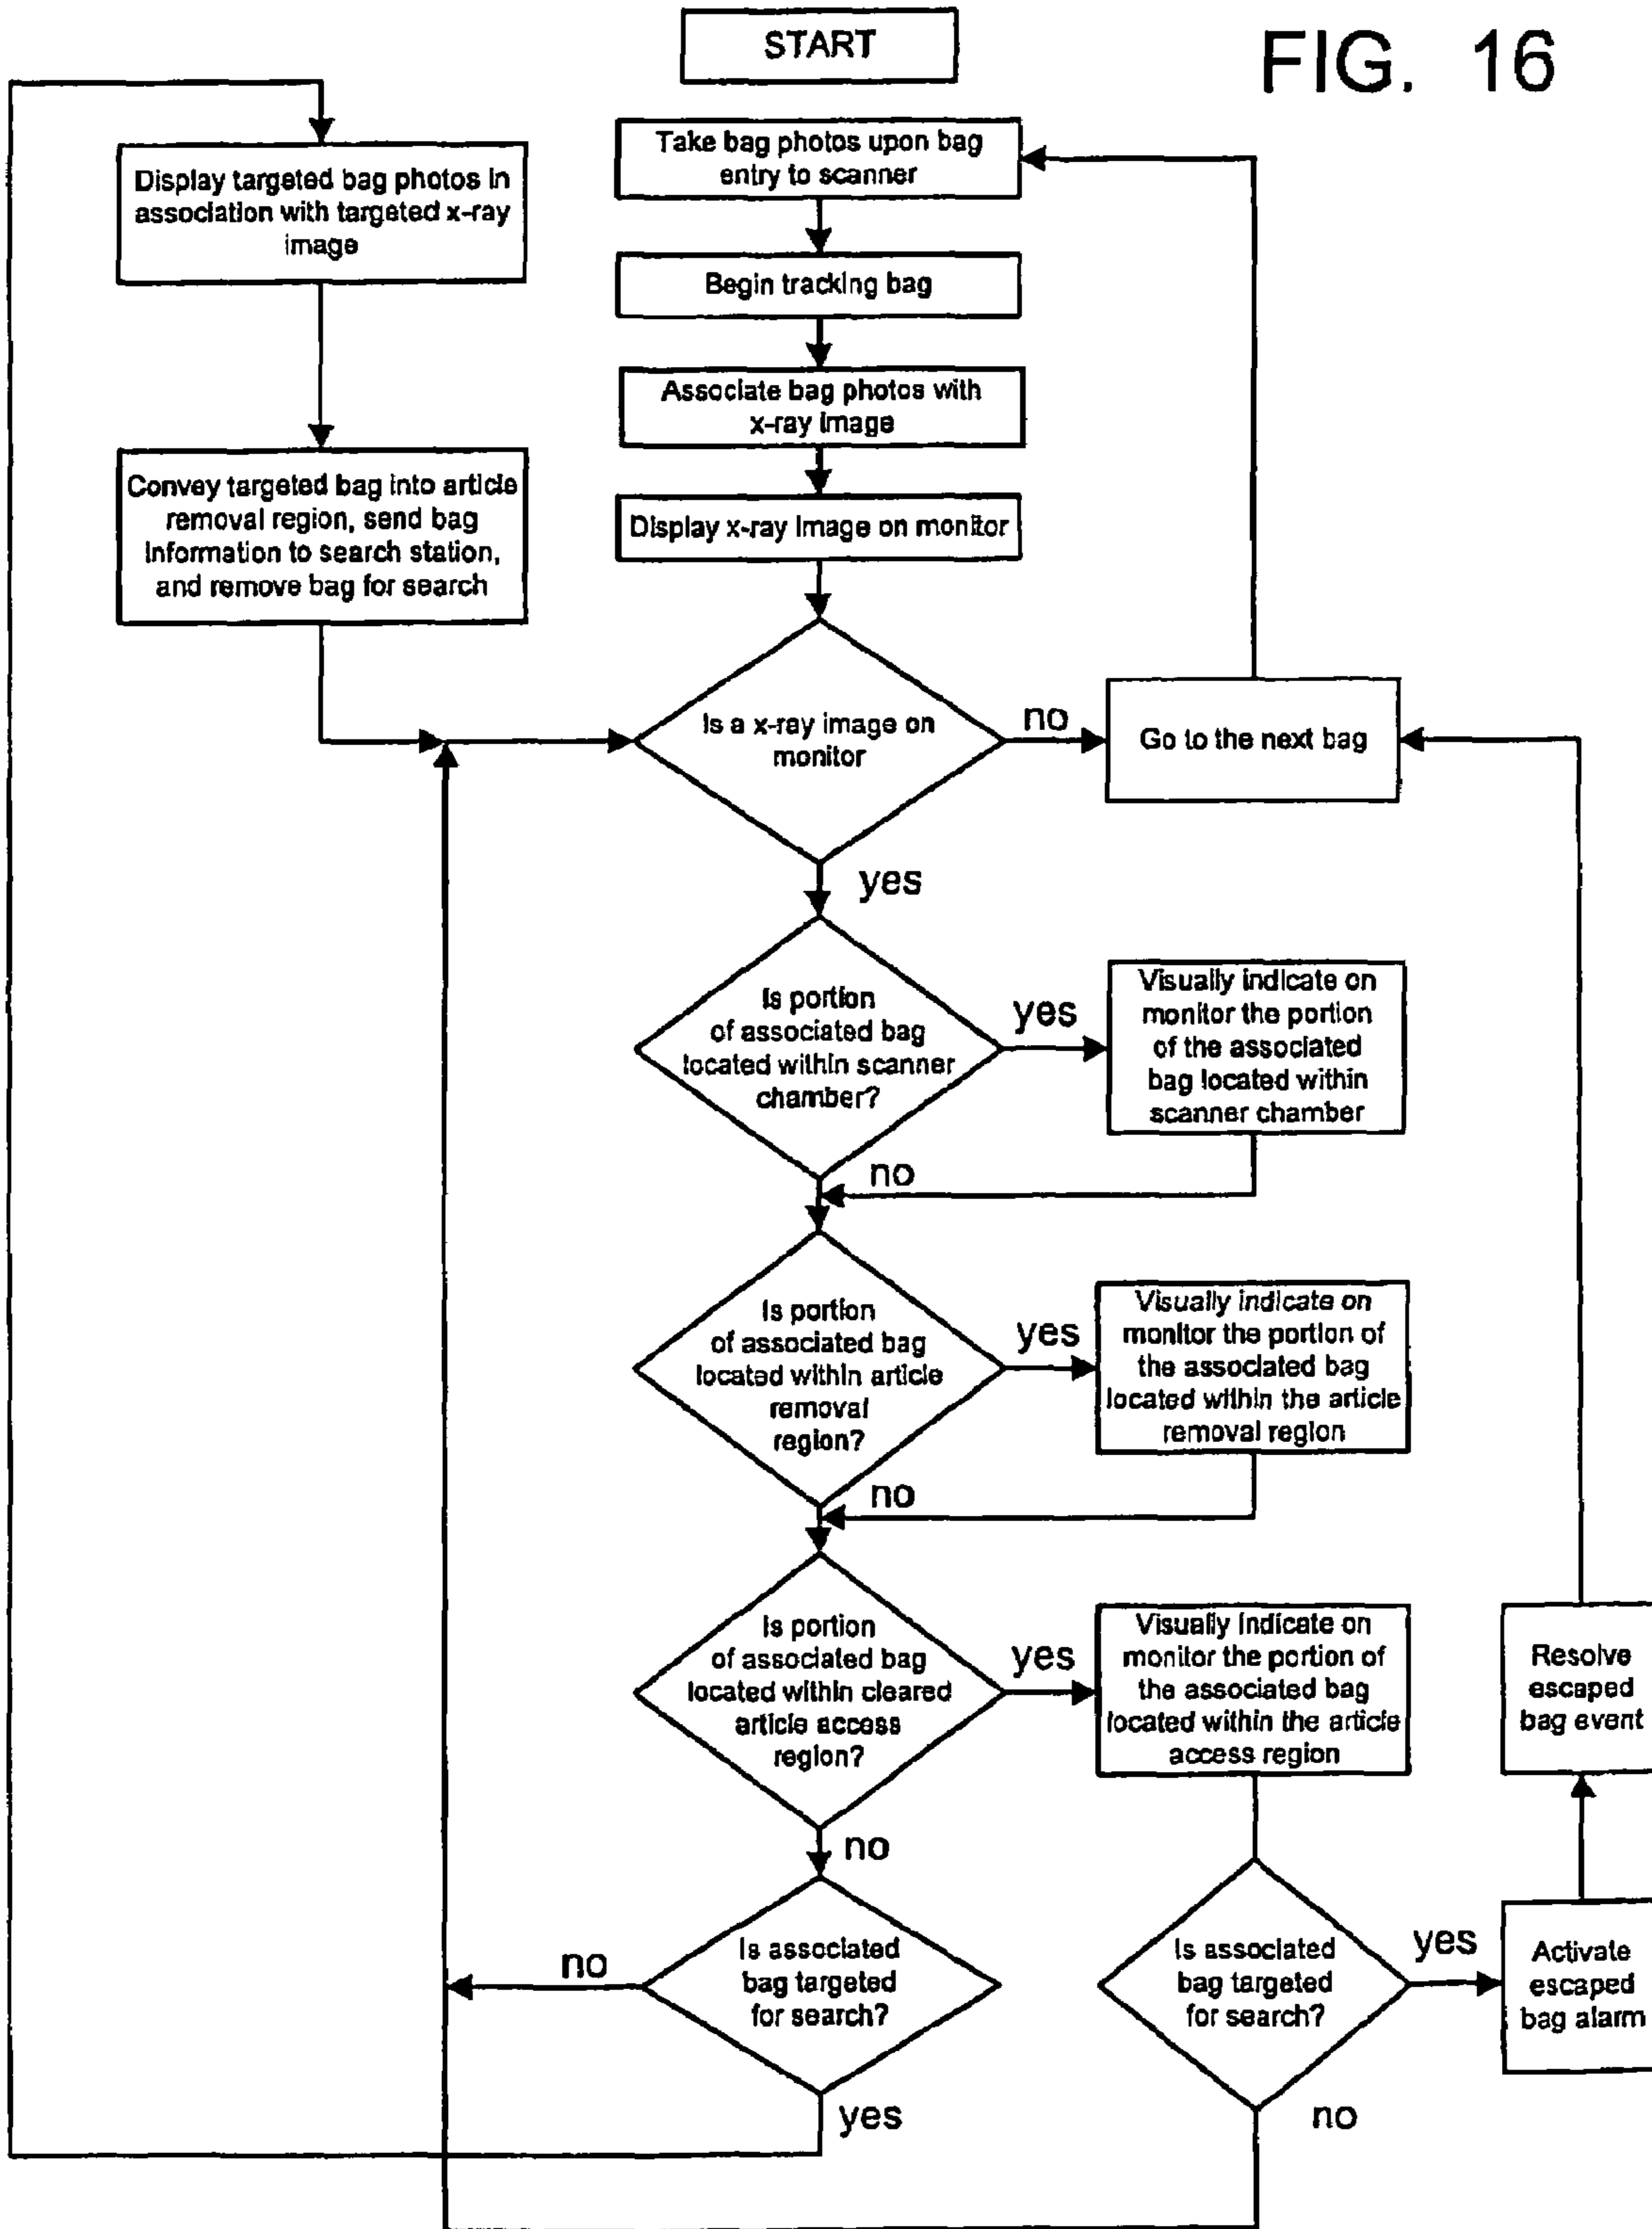 START
FIG. 16
Take bag photos upon bag
entry to scanner
Begin tracking bag
Associate bag photos with
x-ray image
Display x-ray image on monitor
Display targeted bag photos in
association with targeted x-ray
image
Convey targeted bag into article
removal region, send bag
information to search station,
and remove bag for search
Is a x-ray image on
monitor
no
Go to the next bag
yes
Is portion
of associated bag
located within scanner
chamber?
yes
Visually indicate on
monitor the portion
of the associated
bag located within
scanner chamber
no
Is portion
of associated bag
located within article
removal
region?
yes
Visually indicate on
monitor the portion of
the associated bag
located within the article
removal region
no
Is portion
of associated bag
located within cleared
article access
region?
yes
Visually indicate on
monitor the portion of
the associated bag
located within the article
access region
Resolve
escaped
bag event
no
Is associated
bag targeted
for search?
no
yes
Is associated
bag targeted
for search?
yes
no
Activate
escaped
bag alarm